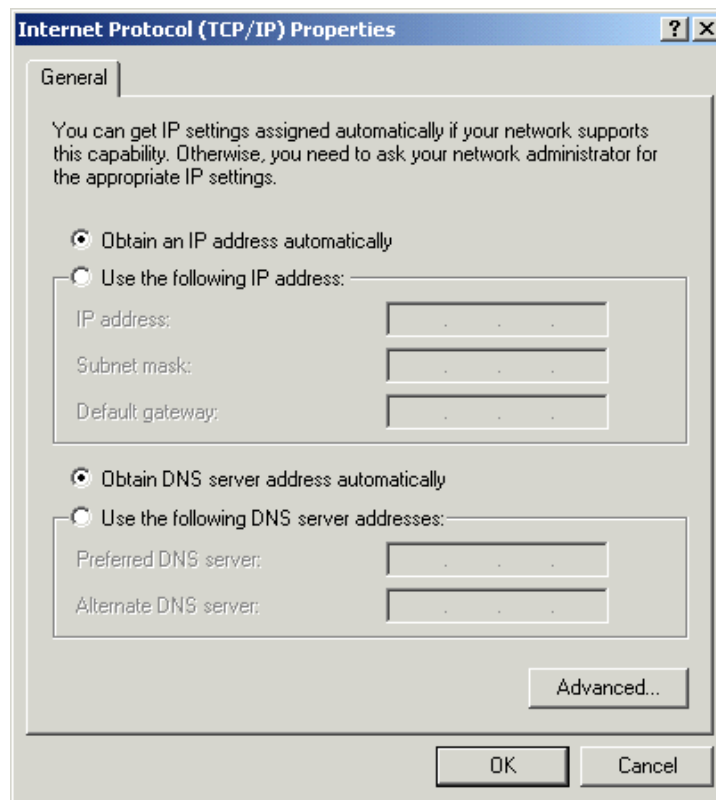 Internet Protocol (TCP/IP) Properties
General
You can get IP settings assigned automatically if your network supports
this capability. Otherwise, you need to ask your network administrator for
the appropriate IP settings.
Obtain an IP address automatically
Use the following IP address:
IP address:
Subnet mask:
Default gateway:
Obtain DNS server address automatically
Use the following DNS server addresses:
Preferred DNS server:
Alternate DNS server:
Advanced...
OK Cancel